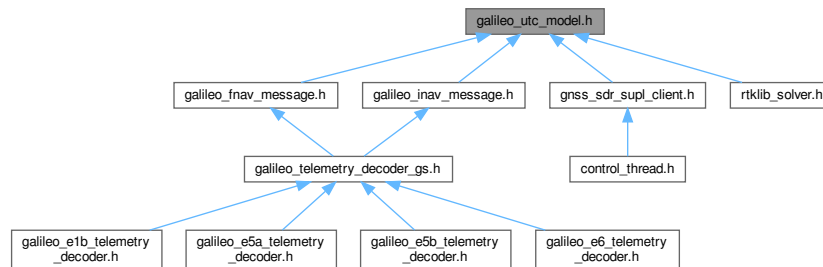 galileo_utc_model.h
galileo_fnav_message.h
galileo_inav_message.h
gnss_sdr_supl_client.h
rtklib_solver.h
galileo_telemetry_decoder_gs.h
control_thread.h
galileo_e1b_telemetry
_decoder.h
galileo_e5a_telemetry
_decoder.h
galileo_e5b_telemetry
_decoder.h
galileo_e6_telemetry
_decoder.h